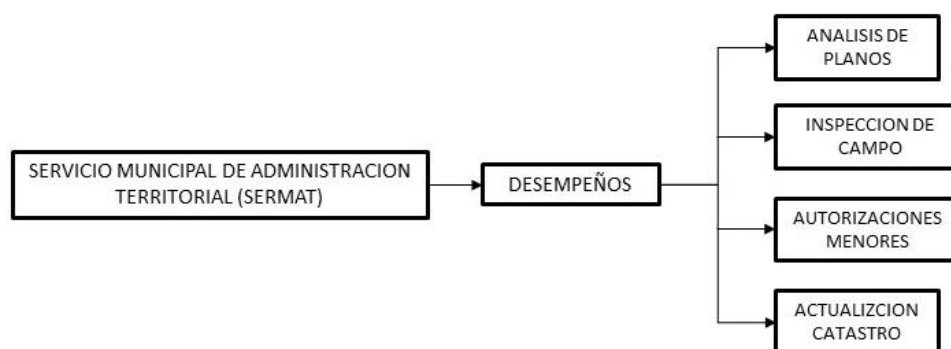 SERVICIO MUNICIPAL DE ADMINISTRACION
TERRITORIAL (SERMAT)
DESEMPEÑOS
ANALISIS DE
PLANOS
INSPECCION DE
CAMPO
AUTORIZACIONES
MENORES
ACTUALIZCION
CATASTRO